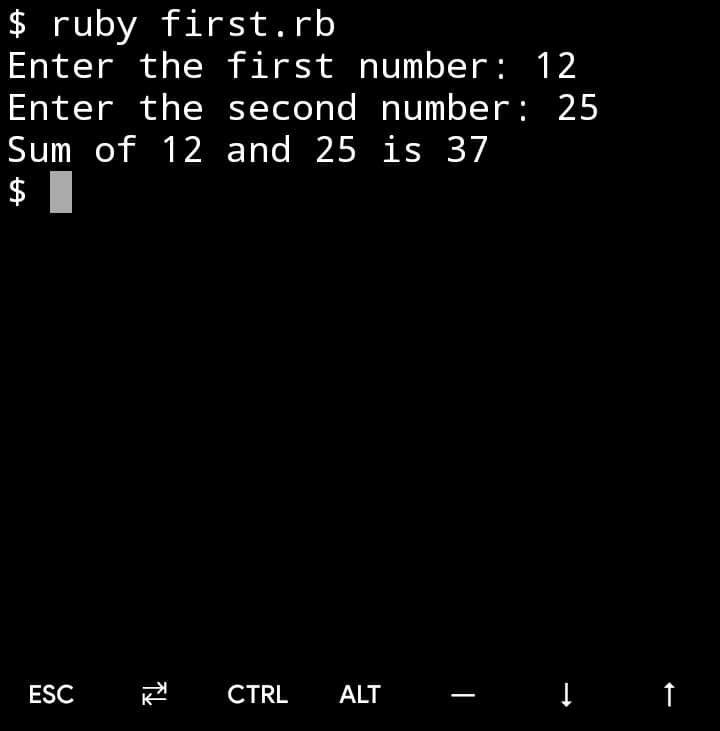 $ ruby first.rb
Enter the first number: 12
Enter the second number: 25
Sum of 12 and 25 is 37
$
ESC ⇄ CTRL ALT — ↓ ↑